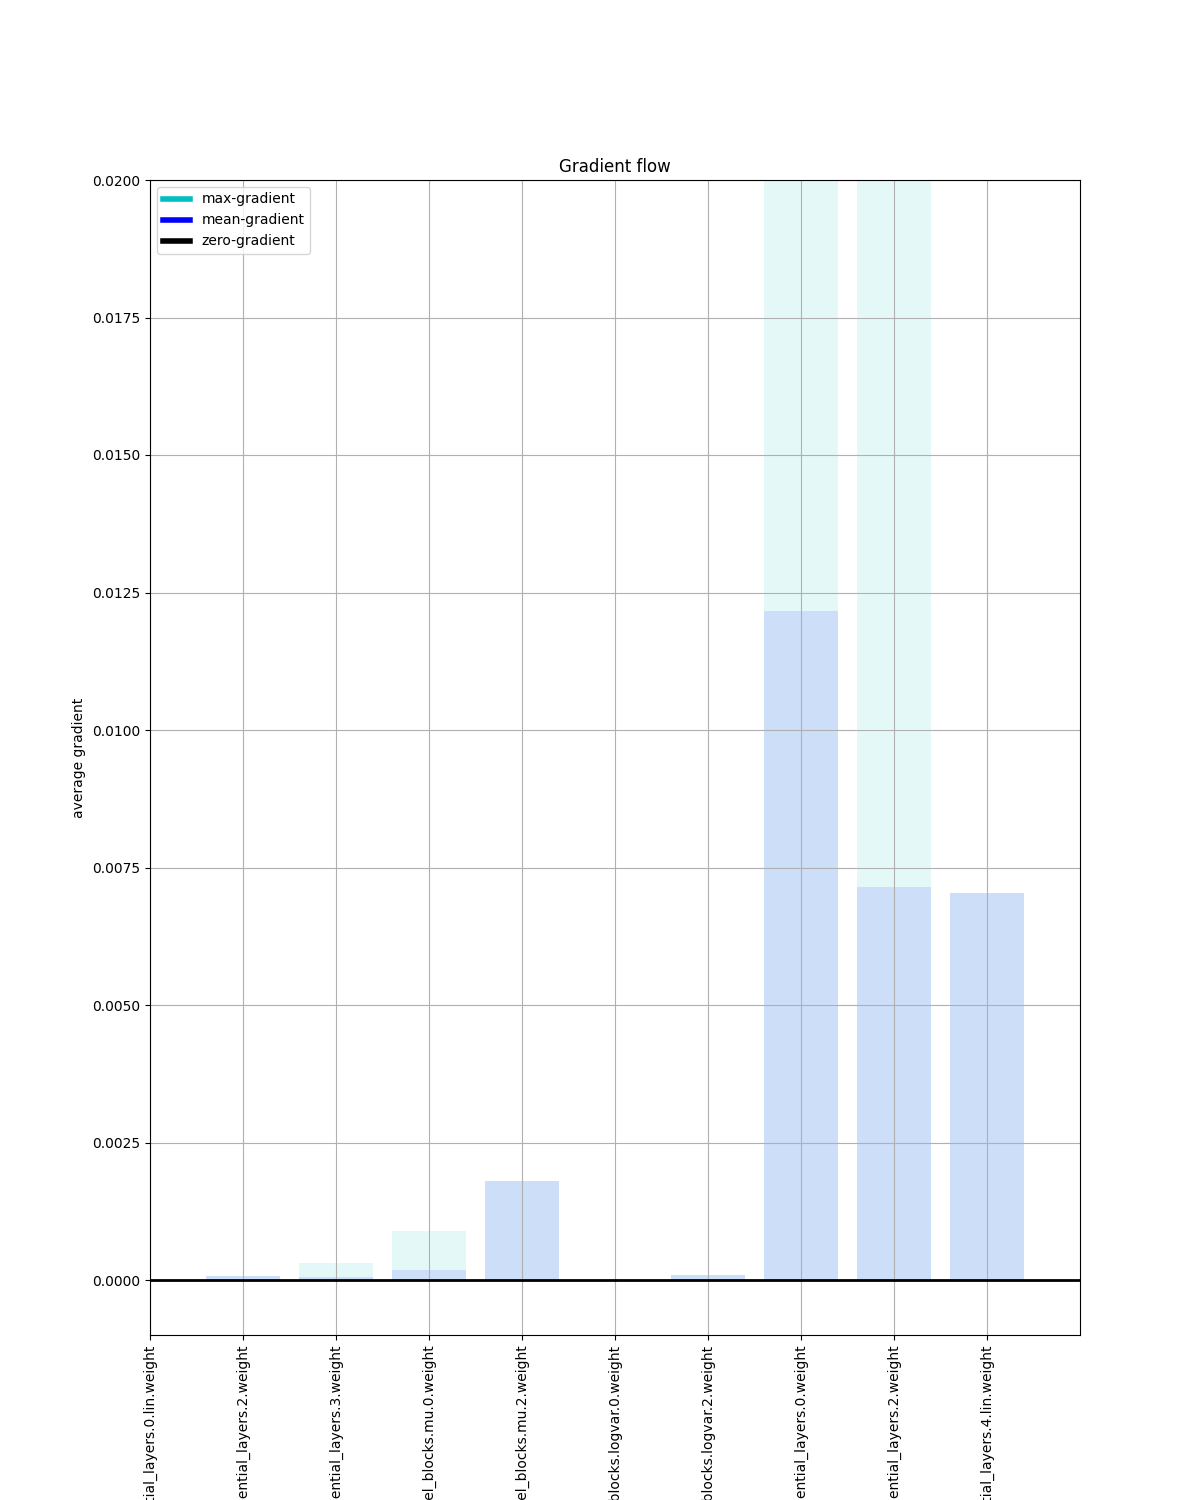 Gradient flow
max-gradient
mean-gradient
zero-gradient
0.0200
0.0175
0.0150
0.0125
0.0100
0.0075
0.0050
0.0025
0.0000
average gradient
tial_layers.0.lin.weight
ential_layers.2.weight
ential_layers.3.weight
el_blocks.mu.0.weight
el_blocks.mu.2.weight
blocks.logvar.0.weight
blocks.logvar.2.weight
ential_layers.0.weight
ential_layers.2.weight
tial_layers.4.lin.weight